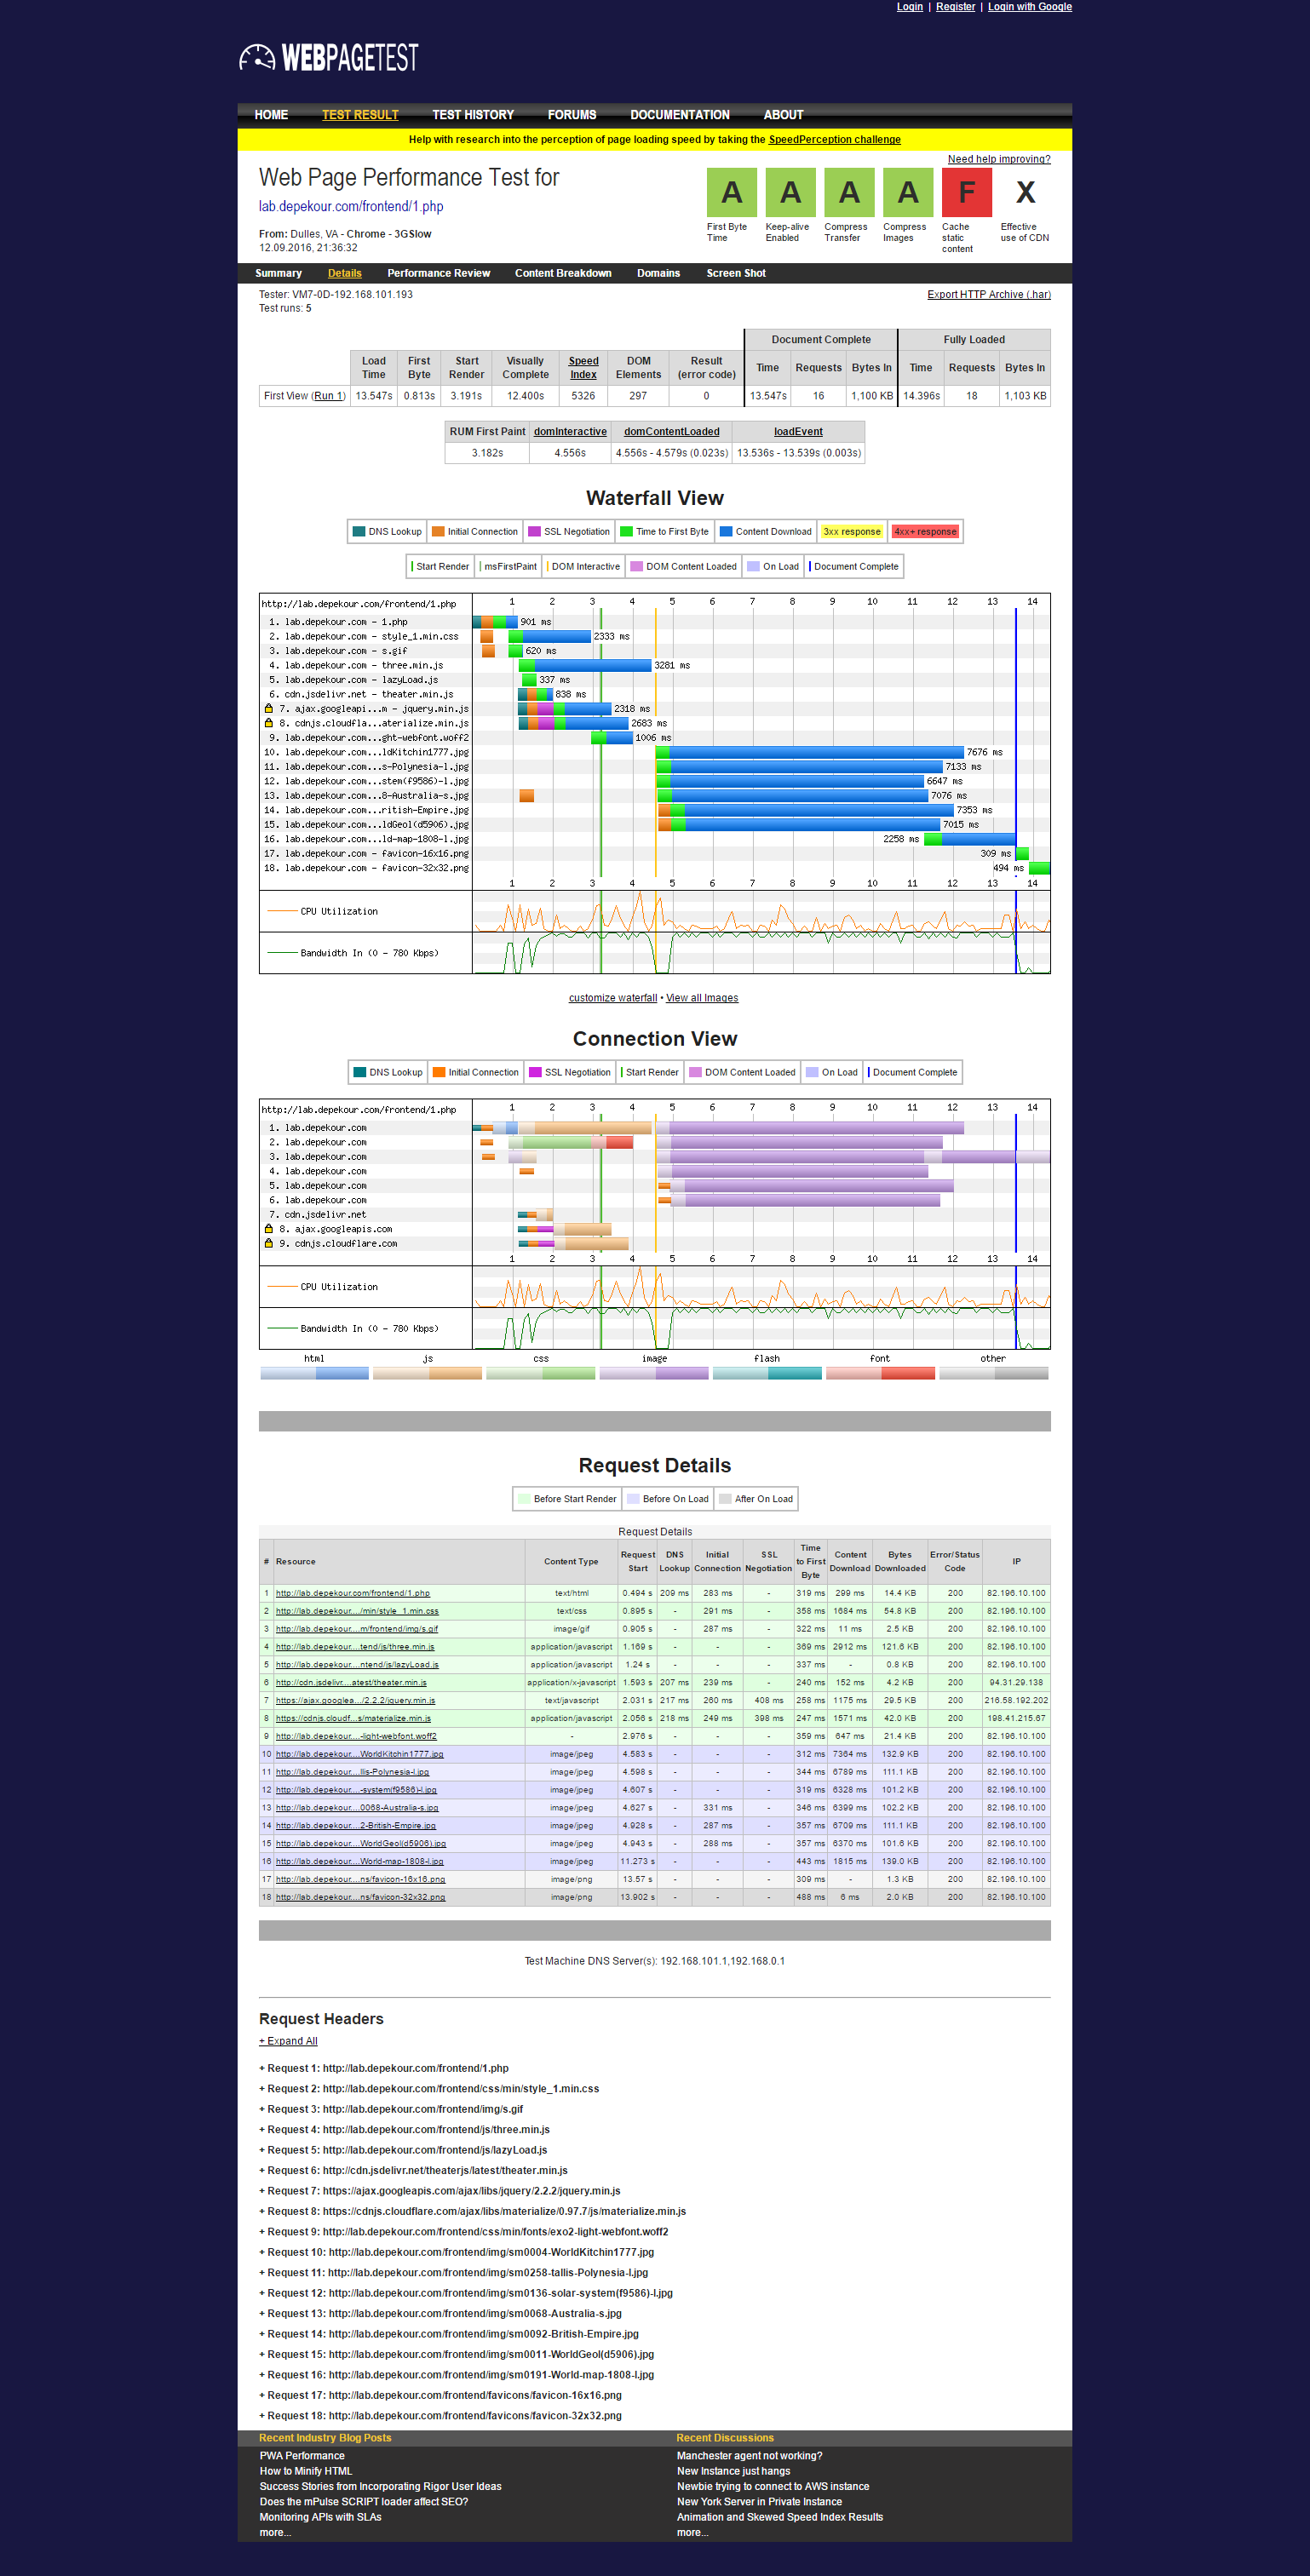 Login | Register | Login with Google
WEBPAGETEST
HOME TEST RESULT TEST HISTORY FORUMS DOCUMENTATION ABOUT
Help with research into the perception of page loading speed by taking the SpeedPerception challenge
Need help improving?
Web Page Performance Test for
lab.depekour.com/frontend/1.php
From: Dulles, VA - Chrome - 3GSlow
12.09.2016, 21:36:32
A A A A F X
First Byte Time
Keep-alive Enabled
Compress Transfer
Compress Images
Cache static content
Effective use of CDN
Summary Details Performance Review Content Breakdown Domains Screen Shot
Tester: VM7-0D-192.168.101.193
Test runs: 5
Export HTTP Archive (.har)
Document Complete Fully Loaded
Load Time First Byte Start Render Visually Complete Speed Index DOM Elements Result (error code) Time Requests Bytes In Time Requests Bytes In
First View (Run 1) 13.547s 0.813s 3.191s 12.400s 5326 297 0 13.547s 16 1,100 KB 14.396s 18 1,103 KB
RUM First Paint domInteractive domContentLoaded loadEvent
3.182s 4.556s 4.556s - 4.579s (0.023s) 13.536s - 13.539s (0.003s)
Waterfall View
DNS Lookup Initial Connection SSL Negotiation Time to First Byte Content Download 3xx response 4xx+ response
Start Render msFirstPaint DOM Interactive DOM Content Loaded On Load Document Complete
http://lab.depekour.com/frontend/1.php 1 2 3 4 5 6 7 8 9 10 11 12 13 14
1. lab.depekour.com - 1.php 901 ms
2. lab.depekour.com - style_1.min.css 2333 ms
3. lab.depekour.com - s.gif 620 ms
4. lab.depekour.com - three.min.js 3281 ms
5. lab.depekour.com - lazyLoad.js 337 ms
6. cdn.jsdelivr.net - theater.min.js 838 ms
7. ajax.googleapi...m - jquery.min.js 2318 ms
8. cdnjs.cloudfla...aterialize.min.js 2683 ms
9. lab.depekour.com...ght-webfont.woff2 1006 ms
10. lab.depekour.com...ldKitchin1777.jpg 7676 ms
11. lab.depekour.com...s-Polynesia-l.jpg 7133 ms
12. lab.depekour.com...stem(f9586)-l.jpg 6647 ms
13. lab.depekour.com...8-Australia-s.jpg 7076 ms
14. lab.depekour.com...ritish-Empire.jpg 7353 ms
15. lab.depekour.com...ldGeol(d5906).jpg 7015 ms
16. lab.depekour.com...ld-map-1808-l.jpg 2258 ms
17. lab.depekour.com - favicon-16x16.png 309 ms
18. lab.depekour.com - favicon-32x32.png 494 ms
1 2 3 4 5 6 7 8 9 10 11 12 13 14
CPU Utilization
Bandwidth In (0 - 780 Kbps)
customize waterfall • View all Images
Connection View
DNS Lookup Initial Connection SSL Negotiation Start Render DOM Content Loaded On Load Document Complete
http://lab.depekour.com/frontend/1.php 1 2 3 4 5 6 7 8 9 10 11 12 13 14
1. lab.depekour.com
2. lab.depekour.com
3. lab.depekour.com
4. lab.depekour.com
5. lab.depekour.com
6. lab.depekour.com
7. cdn.jsdelivr.net
8. ajax.googleapis.com
9. cdnjs.cloudflare.com
1 2 3 4 5 6 7 8 9 10 11 12 13 14
CPU Utilization
Bandwidth In (0 - 780 Kbps)
html js css image flash font other
Request Details
Before Start Render Before On Load After On Load
Request Details
# Resource Content Type Request Start DNS Lookup Initial Connection SSL Negotiation Time to First Byte Content Download Bytes Downloaded Error/Status Code IP
1 http://lab.depekour.com/frontend/1.php text/html 0.494 s 209 ms 283 ms - 319 ms 299 ms 14.4 KB 200 82.196.10.100
2 http://lab.depekour..../min/style_1.min.css text/css 0.895 s - 291 ms - 358 ms 1684 ms 54.8 KB 200 82.196.10.100
3 http://lab.depekour....m/frontend/img/s.gif image/gif 0.905 s - 287 ms - 322 ms 11 ms 2.5 KB 200 82.196.10.100
4 http://lab.depekour....tend/js/three.min.js application/javascript 1.169 s - - - 369 ms 2912 ms 121.6 KB 200 82.196.10.100
5 http://lab.depekour....ntend/js/lazyLoad.js application/javascript 1.24 s - - - 337 ms - 0.8 KB 200 82.196.10.100
6 http://cdn.jsdelivr....atest/theater.min.js application/x-javascript 1.593 s 207 ms 239 ms - 240 ms 152 ms 4.2 KB 200 94.31.29.138
7 https://ajax.googlea.../2.2.2/jquery.min.js text/javascript 2.031 s 217 ms 260 ms 408 ms 258 ms 1175 ms 29.5 KB 200 216.58.192.202
8 https://cdnjs.cloudf...s/materialize.min.js application/javascript 2.056 s 218 ms 249 ms 398 ms 247 ms 1571 ms 42.0 KB 200 198.41.215.67
9 http://lab.depekour....-light-webfont.woff2 - 2.976 s - - - 359 ms 647 ms 21.4 KB 200 82.196.10.100
10 http://lab.depekour....WorldKitchin1777.jpg image/jpeg 4.583 s - - - 312 ms 7364 ms 132.9 KB 200 82.196.10.100
11 http://lab.depekour....llis-Polynesia-l.jpg image/jpeg 4.598 s - - - 344 ms 6789 ms 111.1 KB 200 82.196.10.100
12 http://lab.depekour....-system(f9586)-l.jpg image/jpeg 4.607 s - - - 319 ms 6328 ms 101.2 KB 200 82.196.10.100
13 http://lab.depekour....0068-Australia-s.jpg image/jpeg 4.627 s - 331 ms - 346 ms 6399 ms 102.2 KB 200 82.196.10.100
14 http://lab.depekour....2-British-Empire.jpg image/jpeg 4.928 s - 287 ms - 357 ms 6709 ms 111.1 KB 200 82.196.10.100
15 http://lab.depekour....WorldGeol(d5906).jpg image/jpeg 4.943 s - 288 ms - 357 ms 6370 ms 101.6 KB 200 82.196.10.100
16 http://lab.depekour....World-map-1808-l.jpg image/jpeg 11.273 s - - - 443 ms 1815 ms 139.0 KB 200 82.196.10.100
17 http://lab.depekour....ns/favicon-16x16.png image/png 13.57 s - - - 309 ms - 1.3 KB 200 82.196.10.100
18 http://lab.depekour....ns/favicon-32x32.png image/png 13.902 s - - - 488 ms 6 ms 2.0 KB 200 82.196.10.100
Test Machine DNS Server(s): 192.168.101.1,192.168.0.1
Request Headers
+ Expand All
+ Request 1: http://lab.depekour.com/frontend/1.php
+ Request 2: http://lab.depekour.com/frontend/css/min/style_1.min.css
+ Request 3: http://lab.depekour.com/frontend/img/s.gif
+ Request 4: http://lab.depekour.com/frontend/js/three.min.js
+ Request 5: http://lab.depekour.com/frontend/js/lazyLoad.js
+ Request 6: http://cdn.jsdelivr.net/theaterjs/latest/theater.min.js
+ Request 7: https://ajax.googleapis.com/ajax/libs/jquery/2.2.2/jquery.min.js
+ Request 8: https://cdnjs.cloudflare.com/ajax/libs/materialize/0.97.7/js/materialize.min.js
+ Request 9: http://lab.depekour.com/frontend/css/min/fonts/exo2-light-webfont.woff2
+ Request 10: http://lab.depekour.com/frontend/img/sm0004-WorldKitchin1777.jpg
+ Request 11: http://lab.depekour.com/frontend/img/sm0258-tallis-Polynesia-l.jpg
+ Request 12: http://lab.depekour.com/frontend/img/sm0136-solar-system(f9586)-l.jpg
+ Request 13: http://lab.depekour.com/frontend/img/sm0068-Australia-s.jpg
+ Request 14: http://lab.depekour.com/frontend/img/sm0092-British-Empire.jpg
+ Request 15: http://lab.depekour.com/frontend/img/sm0011-WorldGeol(d5906).jpg
+ Request 16: http://lab.depekour.com/frontend/img/sm0191-World-map-1808-l.jpg
+ Request 17: http://lab.depekour.com/frontend/favicons/favicon-16x16.png
+ Request 18: http://lab.depekour.com/frontend/favicons/favicon-32x32.png
Recent Industry Blog Posts
PWA Performance
How to Minify HTML
Success Stories from Incorporating Rigor User Ideas
Does the mPulse SCRIPT loader affect SEO?
Monitoring APIs with SLAs
more...
Recent Discussions
Manchester agent not working?
New Instance just hangs
Newbie trying to connect to AWS instance
New York Server in Private Instance
Animation and Skewed Speed Index Results
more...